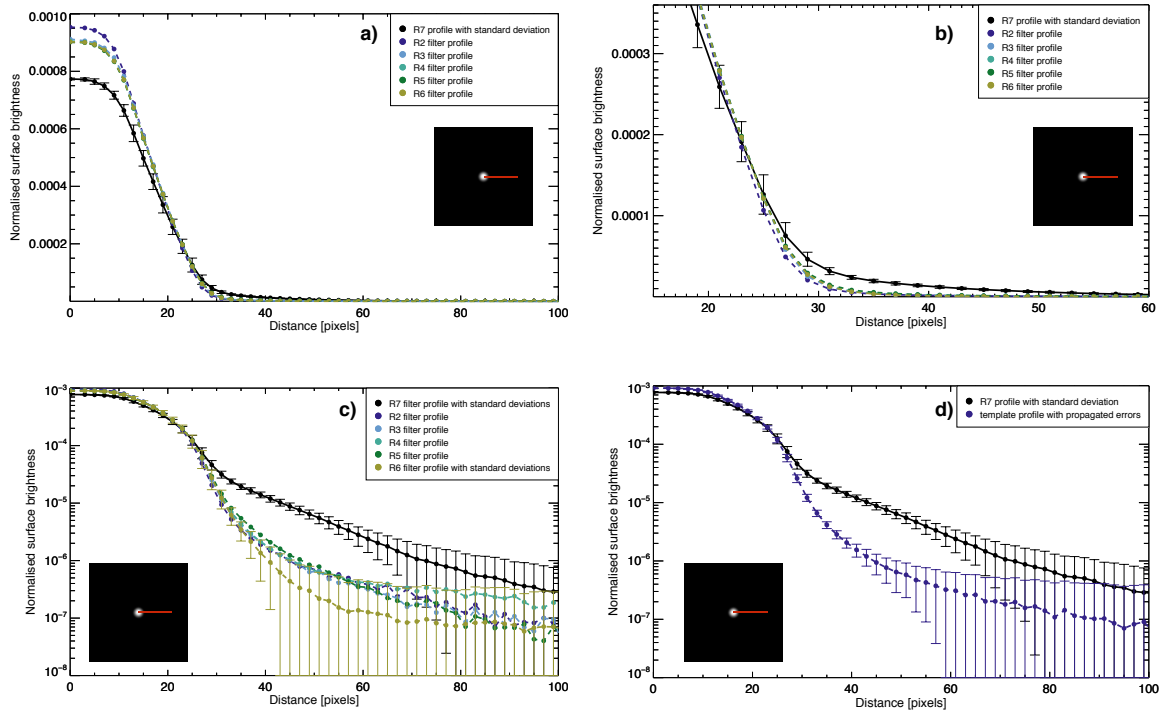 0.0010
0.0008
0.0006
0.0004
0.0002
Normalised surface brightness
a)
R7 profile with standard deviation
R2 filter profile
R3 filter profile
R4 filter profile
R5 filter profile
R6 filter profile
0 20 40 60 80 100
Distance [pixels]
0.0003
0.0002
0.0001
Normalised surface brightness
b)
R7 profile with standard deviation
R2 filter profile
R3 filter profile
R4 filter profile
R5 filter profile
R6 filter profile
20 30 40 50 60
Distance [pixels]
10⁻³
10⁻⁴
10⁻⁵
10⁻⁶
10⁻⁷
10⁻⁸
Normalised surface brightness
c)
R7 filter profile with standard deviations
R2 filter profile
R3 filter profile
R4 filter profile
R5 filter profile
R6 filter profile with standard deviations
0 20 40 60 80 100
Distance [pixels]
10⁻³
10⁻⁴
10⁻⁵
10⁻⁶
10⁻⁷
10⁻⁸
Normalised surface brightness
d)
R7 profile with standard deviation
template profile with propagated errors
0 20 40 60 80 100
Distance [pixels]